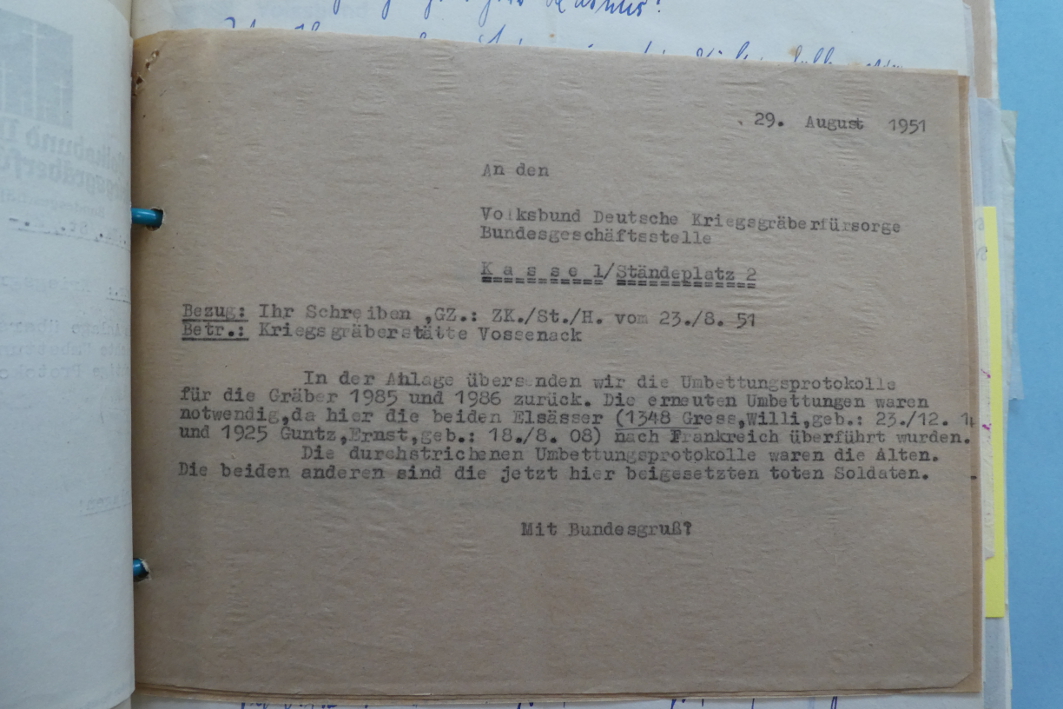 29. August 1951
An den
Volksbund Deutsche Kriegsgräberfürsorge
Bundesgeschäftsstelle
K a s s e l/Ständeplatz 2
Bezug: Ihr Schreiben ,GZ.: ZK./St./H. vom 23./8. 51
Betr.: Kriegsgräberstätte Vossenack
In der Anlage übersenden wir die Umbettungsprotokolle
für die Gräber 1985 und 1986 zurück. Die erneuten Umbettungen waren
notwendig,da hier die beiden Elsässer (1348 Gress,Willi,geb.: 23./12. 14
und 1925 Guntz,Ernst,geb.: 18./8. 08) nach Frankreich überführt wurden.
Die durchstrichenen Umbettungsprotokolle waren die Alten.
Die beiden anderen sind die jetzt hier beigesetzten toten Soldaten.
Mit Bundesgruß?